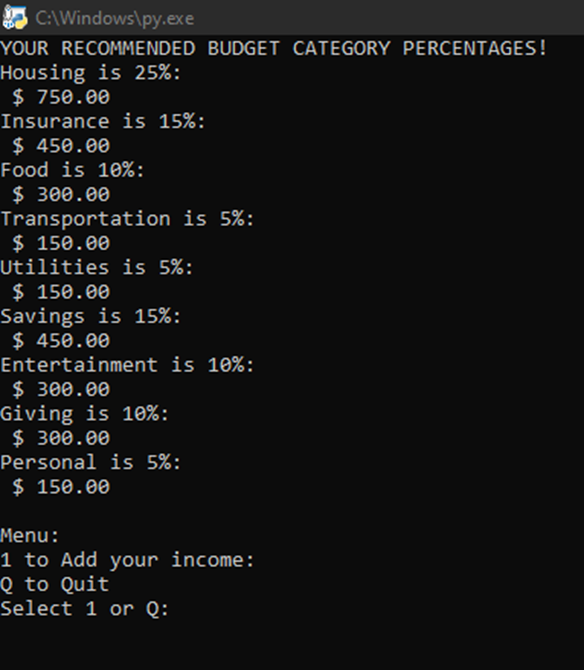 C:\Windows\py.exe
YOUR RECOMMENDED BUDGET CATEGORY PERCENTAGES!
Housing is 25%:
$ 750.00
Insurance is 15%:
$ 450.00
Food is 10%:
$ 300.00
Transportation is 5%:
$ 150.00
Utilities is 5%:
$ 150.00
Savings is 15%:
$ 450.00
Entertainment is 10%:
$ 300.00
Giving is 10%:
$ 300.00
Personal is 5%:
$ 150.00
Menu:
1 to Add your income:
Q to Quit
Select 1 or Q: